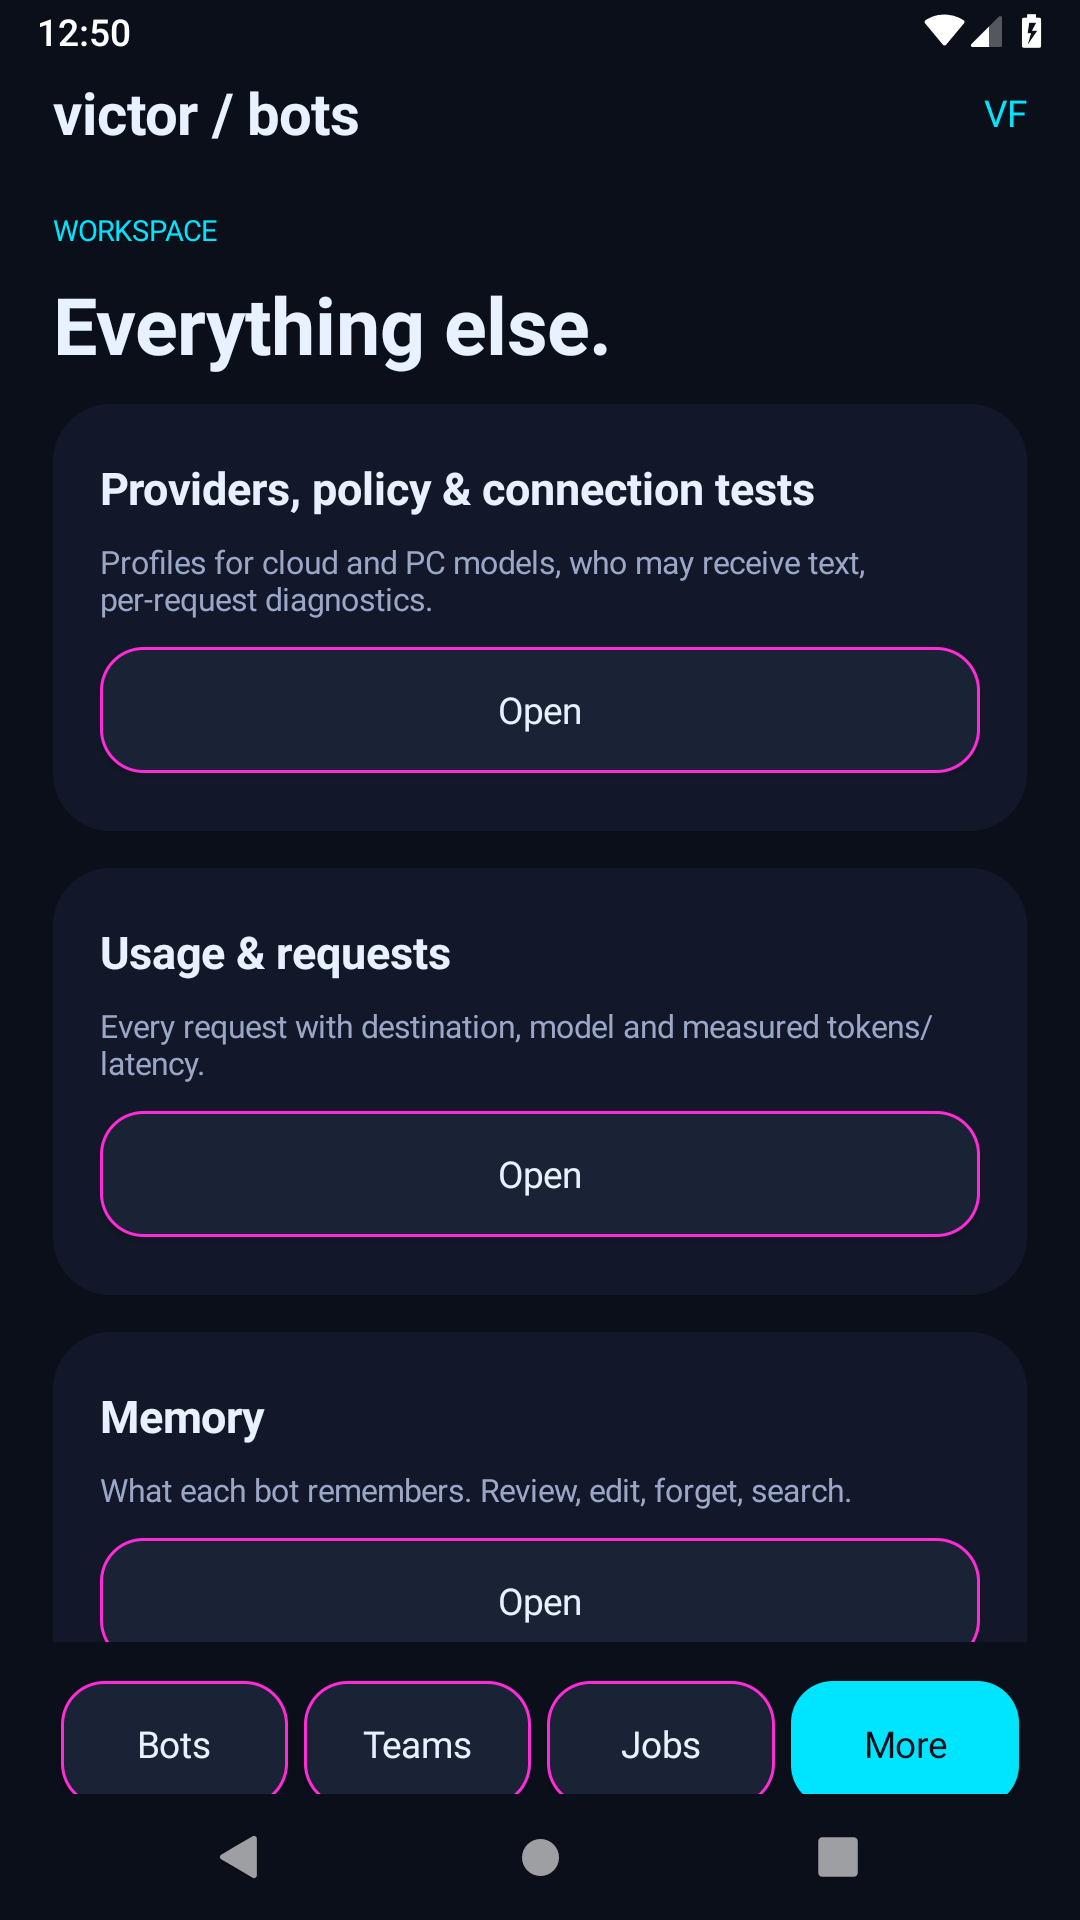 12:50
victor / bots
VF
WORKSPACE
Everything else.
Providers, policy & connection tests
Profiles for cloud and PC models, who may receive text,
per-request diagnostics.
Open
Usage & requests
Every request with destination, model and measured tokens/
latency.
Open
Memory
What each bot remembers. Review, edit, forget, search.
Open
Bots
Teams
Jobs
More